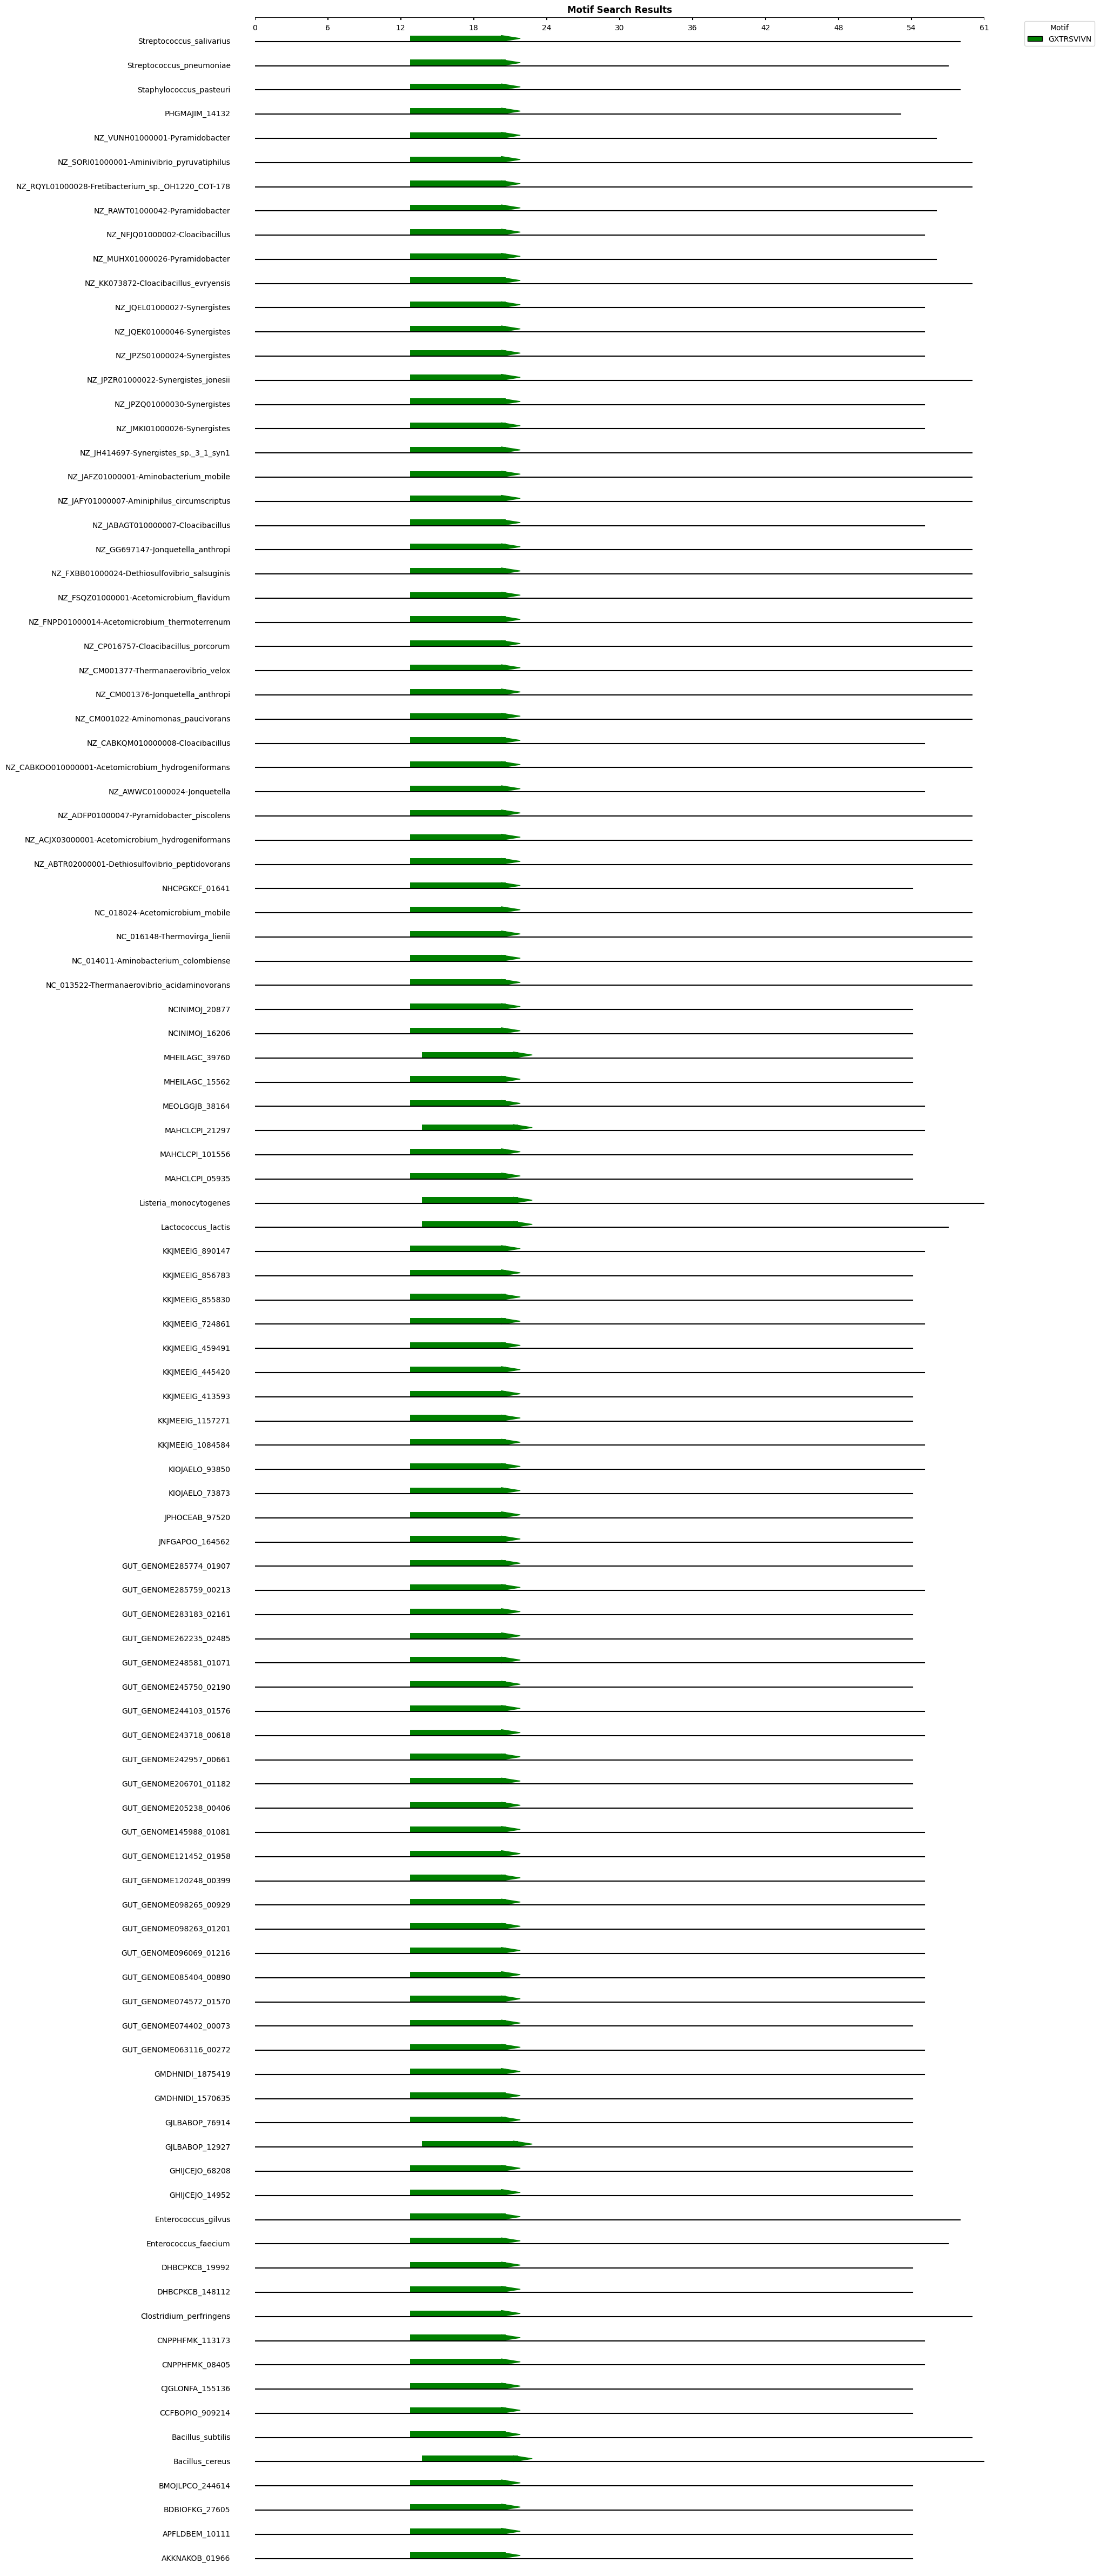 Motif Search Results
0 6 12 18 24 30 36 42 48 54 61
Motif
GXTRSVIVN
Streptococcus_salivarius
Streptococcus_pneumoniae
Staphylococcus_pasteuri
PHGMAJIM_14132
NZ_VUNH01000001-Pyramidobacter
NZ_SORI01000001-Aminivibrio_pyruvatiphilus
NZ_RQYL01000028-Fretibacterium_sp._OH1220_COT-178
NZ_RAWT01000042-Pyramidobacter
NZ_NFJQ01000002-Cloacibacillus
NZ_MUHX01000026-Pyramidobacter
NZ_KK073872-Cloacibacillus_evryensis
NZ_JQEL01000027-Synergistes
NZ_JQEK01000046-Synergistes
NZ_JPZS01000024-Synergistes
NZ_JPZR01000022-Synergistes_jonesii
NZ_JPZQ01000030-Synergistes
NZ_JMKI01000026-Synergistes
NZ_JH414697-Synergistes_sp._3_1_syn1
NZ_JAFZ01000001-Aminobacterium_mobile
NZ_JAFY01000007-Aminiphilus_circumscriptus
NZ_JABAGT010000007-Cloacibacillus
NZ_GG697147-Jonquetella_anthropi
NZ_FXBB01000024-Dethiosulfovibrio_salsuginis
NZ_FSQZ01000001-Acetomicrobium_flavidum
NZ_FNPD01000014-Acetomicrobium_thermoterrenum
NZ_CP016757-Cloacibacillus_porcorum
NZ_CM001377-Thermanaerovibrio_velox
NZ_CM001376-Jonquetella_anthropi
NZ_CM001022-Aminomonas_paucivorans
NZ_CABKQM010000008-Cloacibacillus
NZ_CABKOO010000001-Acetomicrobium_hydrogeniformans
NZ_AWWC01000024-Jonquetella
NZ_ADFP01000047-Pyramidobacter_piscolens
NZ_ACJX03000001-Acetomicrobium_hydrogeniformans
NZ_ABTR02000001-Dethiosulfovibrio_peptidovorans
NHCPGKCF_01641
NC_018024-Acetomicrobium_mobile
NC_016148-Thermovirga_lienii
NC_014011-Aminobacterium_colombiense
NC_013522-Thermanaerovibrio_acidaminovorans
NCINIMOJ_20877
NCINIMOJ_16206
MHEILAGC_39760
MHEILAGC_15562
MEOLGGJB_38164
MAHCLCPI_21297
MAHCLCPI_101556
MAHCLCPI_05935
Listeria_monocytogenes
Lactococcus_lactis
KKJMEEIG_890147
KKJMEEIG_856783
KKJMEEIG_855830
KKJMEEIG_724861
KKJMEEIG_459491
KKJMEEIG_445420
KKJMEEIG_413593
KKJMEEIG_1157271
KKJMEEIG_1084584
KIOJAELO_93850
KIOJAELO_73873
JPHOCEAB_97520
JNFGAPOO_164562
GUT_GENOME285774_01907
GUT_GENOME285759_00213
GUT_GENOME283183_02161
GUT_GENOME262235_02485
GUT_GENOME248581_01071
GUT_GENOME245750_02190
GUT_GENOME244103_01576
GUT_GENOME243718_00618
GUT_GENOME242957_00661
GUT_GENOME206701_01182
GUT_GENOME205238_00406
GUT_GENOME145988_01081
GUT_GENOME121452_01958
GUT_GENOME120248_00399
GUT_GENOME098265_00929
GUT_GENOME098263_01201
GUT_GENOME096069_01216
GUT_GENOME085404_00890
GUT_GENOME074572_01570
GUT_GENOME074402_00073
GUT_GENOME063116_00272
GMDHNIDI_1875419
GMDHNIDI_1570635
GJLBABOP_76914
GJLBABOP_12927
GHIJCEJO_68208
GHIJCEJO_14952
Enterococcus_gilvus
Enterococcus_faecium
DHBCPKCB_19992
DHBCPKCB_148112
Clostridium_perfringens
CNPPHFMK_113173
CNPPHFMK_08405
CJGLONFA_155136
CCFBOPIO_909214
Bacillus_subtilis
Bacillus_cereus
BMOJLPCO_244614
BDBIOFKG_27605
APFLDBEM_10111
AKKNAKOB_01966